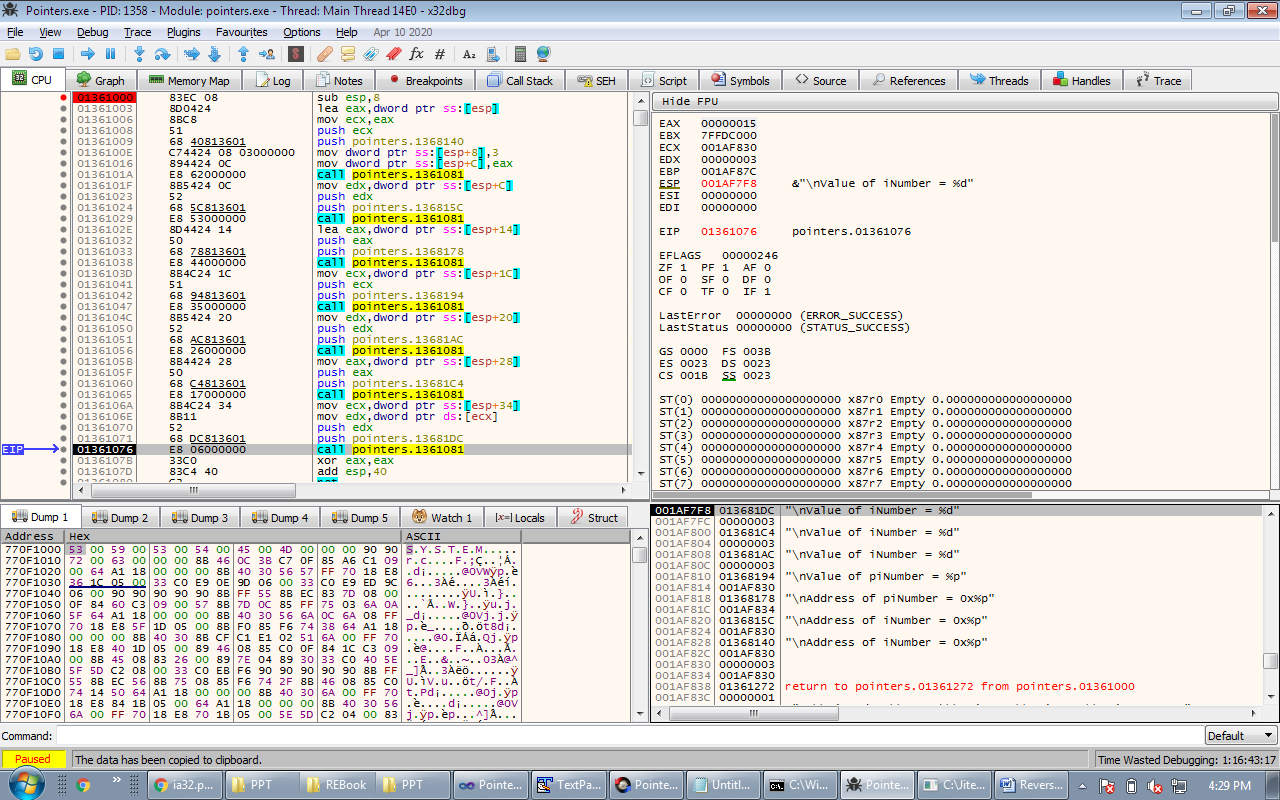 Pointers.exe - PID: 1358 - Module: pointers.exe - Thread: Main Thread 14E0 - x32dbg
File View Debug Trace Plugins Favourites Options Help Apr 10 2020
CPU Graph Memory Map Log Notes Breakpoints Call Stack SEH Script Symbols Source References Threads Handles Trace
01361000 83EC 08 sub esp,8
01361003 8D0424 lea eax,dword ptr ss:[esp]
01361006 8BC8 mov ecx,eax
01361008 51 push ecx
01361009 68 40813601 push pointers.1368140
0136100E C74424 08 03000000 mov dword ptr ss:[esp+8],3
01361016 894424 0C mov dword ptr ss:[esp+C],eax
0136101A E8 62000000 call pointers.1361081
0136101F 8B5424 0C mov edx,dword ptr ss:[esp+C]
01361023 52 push edx
01361024 68 5C813601 push pointers.136815C
01361029 E8 53000000 call pointers.1361081
0136102E 8D4424 14 lea eax,dword ptr ss:[esp+14]
01361032 50 push eax
01361033 68 78813601 push pointers.1368178
01361038 E8 44000000 call pointers.1361081
0136103D 8B4C24 1C mov ecx,dword ptr ss:[esp+1C]
01361041 51 push ecx
01361042 68 94813601 push pointers.1368194
01361047 E8 35000000 call pointers.1361081
0136104C 8B5424 20 mov edx,dword ptr ss:[esp+20]
01361050 52 push edx
01361051 68 AC813601 push pointers.13681AC
01361056 E8 26000000 call pointers.1361081
0136105B 8B4424 28 mov eax,dword ptr ss:[esp+28]
0136105F 50 push eax
01361060 68 C4813601 push pointers.13681C4
01361065 E8 17000000 call pointers.1361081
0136106A 8B4C24 34 mov ecx,dword ptr ss:[esp+34]
0136106E 8B11 mov edx,dword ptr ds:[ecx]
01361070 52 push edx
01361071 68 DC813601 push pointers.13681DC
EIP 01361076 E8 06000000 call pointers.1361081
0136107B 33C0 xor eax,eax
0136107D 83C4 40 add esp,40
Hide FPU
EAX 00000015
EBX 7FFDC000
ECX 001AF830
EDX 00000003
EBP 001AF87C
ESP 001AF7F8 &"\nValue of iNumber = %d"
ESI 00000000
EDI 00000000
EIP 01361076 pointers.01361076
EFLAGS 00000246
ZF 1 PF 1 AF 0
OF 0 SF 0 DF 0
CF 0 TF 0 IF 1
LastError 00000000 (ERROR_SUCCESS)
LastStatus 00000000 (STATUS_SUCCESS)
GS 0000 FS 003B
ES 0023 DS 0023
CS 001B SS 0023
ST(0) 00000000000000000000 x87r0 Empty 0.000000000000000000
ST(1) 00000000000000000000 x87r1 Empty 0.000000000000000000
ST(2) 00000000000000000000 x87r2 Empty 0.000000000000000000
ST(3) 00000000000000000000 x87r3 Empty 0.000000000000000000
ST(4) 00000000000000000000 x87r4 Empty 0.000000000000000000
ST(5) 00000000000000000000 x87r5 Empty 0.000000000000000000
ST(6) 00000000000000000000 x87r6 Empty 0.000000000000000000
ST(7) 00000000000000000000 x87r7 Empty 0.000000000000000000
Dump 1 Dump 2 Dump 3 Dump 4 Dump 5 Watch 1 Locals Struct
Address Hex ASCII
770F1000 53 00 59 00 53 00 54 00 45 00 4D 00 00 00 90 90 S.Y.S.T.E.M.....
770F1010 72 00 63 00 00 00 8B 46 0C 3B C7 0F 85 A6 C1 09
770F1020 00 64 A1 18 00 00 00 8B 40 30 56 57 FF 70 18 E8
770F1030 36 1C 05 00 33 C0 E9 0E 9D 06 00 33 C0 E9 ED 9C
770F1040 06 00 90 90 90 90 90 8B FF 55 8B EC 83 7D 08 00
770F1050 0F 84 60 C3 09 00 57 8B 7D 0C 85 FF 75 03 6A 0A
770F1060 5F 64 A1 18 00 00 00 8B 40 30 56 6A 0C 6A 08 FF
770F1070 70 18 E8 5F 1D 05 00 8B F0 85 F6 74 38 64 A1 18
770F1080 00 00 00 8B 40 30 8B CF C1 E1 02 51 6A 00 FF 70
770F1090 18 E8 40 1D 05 00 89 46 08 85 C0 0F 84 1C C3 09
770F10A0 00 8B 45 08 83 26 00 89 7E 04 89 30 33 C0 40 5E
770F10B0 5F 5D C2 08 00 33 C0 EB F6 90 90 90 90 90 8B FF
770F10C0 55 8B EC 56 8B 75 08 85 F6 74 2F 8B 46 08 85 C0
770F10D0 74 14 50 64 A1 18 00 00 00 8B 40 30 6A 00 FF 70
770F10E0 18 E8 84 1B 05 00 64 A1 18 00 00 00 8B 40 30 56
770F10F0 6A 00 FF 70 18 E8 70 1B 05 00 5E 5D C2 04 00 83
001AF7F8 013681DC "\nValue of iNumber = %d"
001AF7FC 00000003
001AF800 013681C4 "\nValue of iNumber = %d"
001AF804 00000003
001AF808 013681AC "\nValue of iNumber = %d"
001AF80C 00000003
001AF810 01368194 "\nValue of piNumber = %p"
001AF814 001AF830
001AF818 01368178 "\nAddress of piNumber = 0x%p"
001AF81C 001AF834
001AF820 0136815C "\nAddress of iNumber = 0x%p"
001AF824 001AF830
001AF828 01368140 "\nAddress of iNumber = 0x%p"
001AF82C 001AF830
001AF830 00000003
001AF834 001AF830
001AF838 01361272 return to pointers.01361272 from pointers.01361000
001AF83C 00000001
Command: Default
Paused The data has been copied to clipboard. Time Wasted Debugging: 1:16:43:17
ia32.p... PPT REBook PPT Pointe... TextPa... Pointe... Untitl... C:\Wi... Pointe... C:\Jite... Revers... 4:29 PM